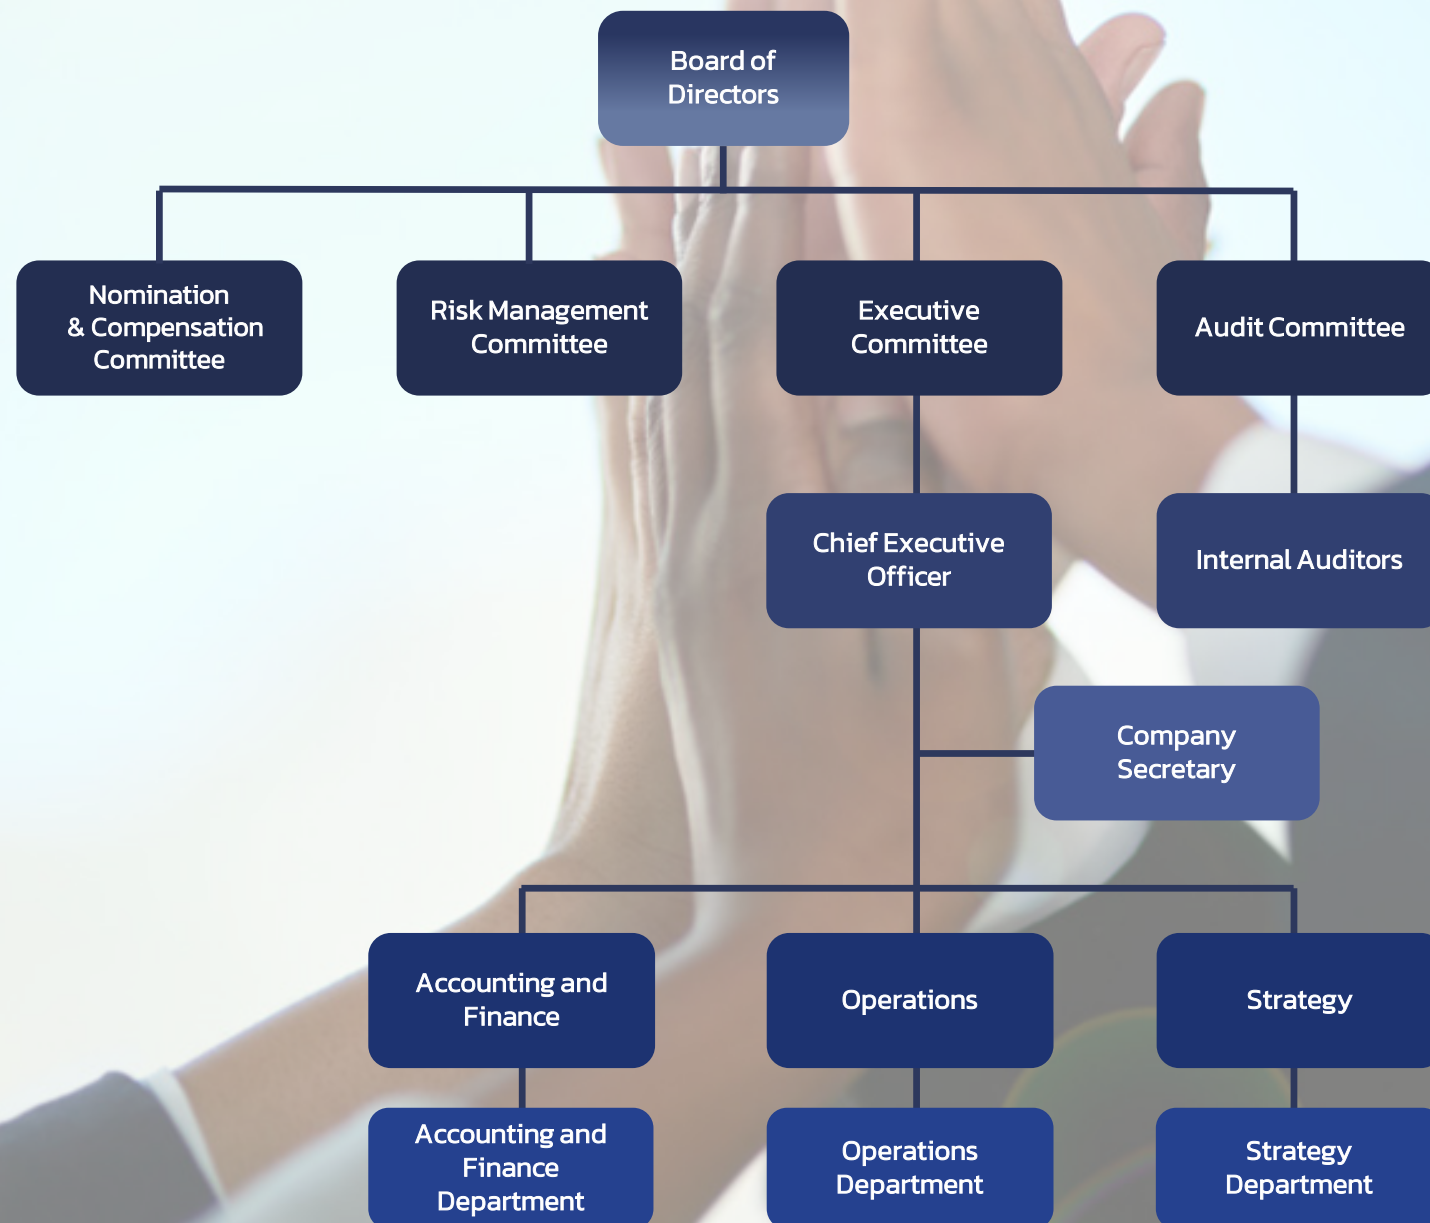 Board of
Directors
Nomination
& Compensation
Committee
Risk Management
Committee
Executive
Committee
Audit Committee
Chief Executive
Officer
Internal Auditors
Company
Secretary
Accounting and
Finance
Operations
Strategy
Accounting and
Finance
Department
Operations
Department
Strategy
Department